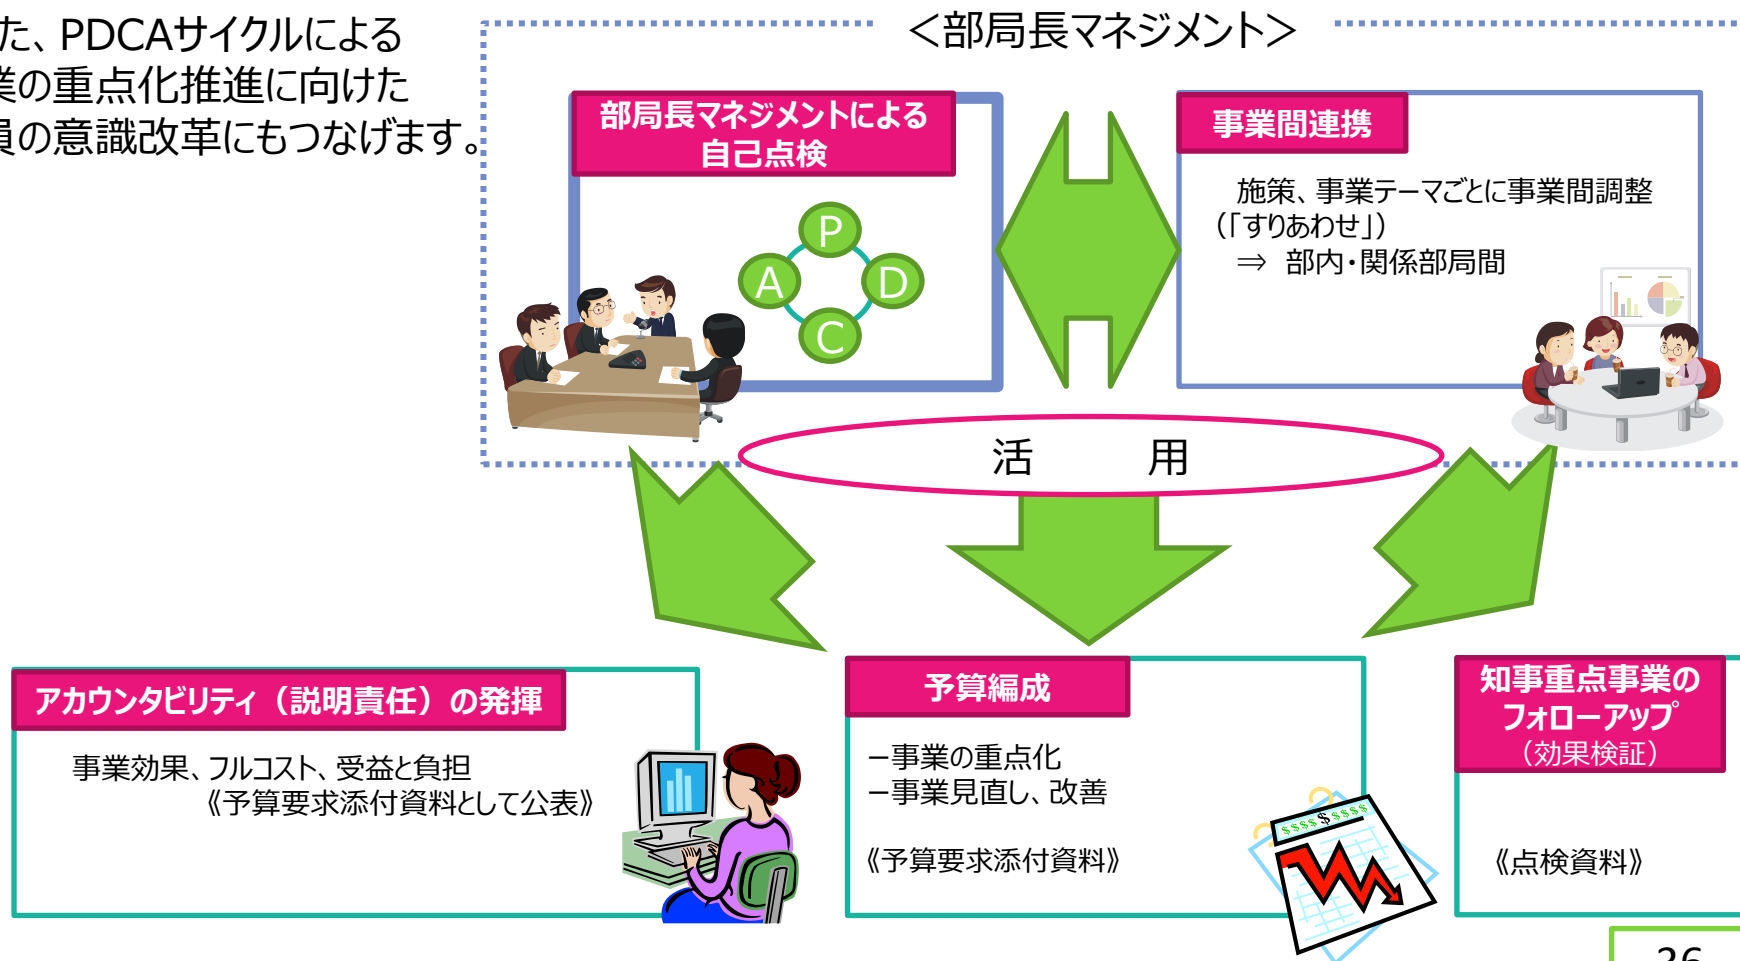 た、PDCAサイクルによる
業の重点化推進に向けた
員の意識改革にもつなげます。
＜部局長マネジメント＞
部局長マネジメントによる
自己点検
P
A
D
C
事業間連携
施策、事業テーマごとに事業間調整
（「すりあわせ」）
⇒ 部内・関係部局間
活　用
アカウンタビリティ（説明責任）の発揮
事業効果、フルコスト、受益と負担
《予算要求添付資料として公表》
予算編成
－事業の重点化
－事業見直し、改善
《予算要求添付資料》
$$$$$$$$$
知事重点事業の
フォローアップ
（効果検証）
《点検資料》
26